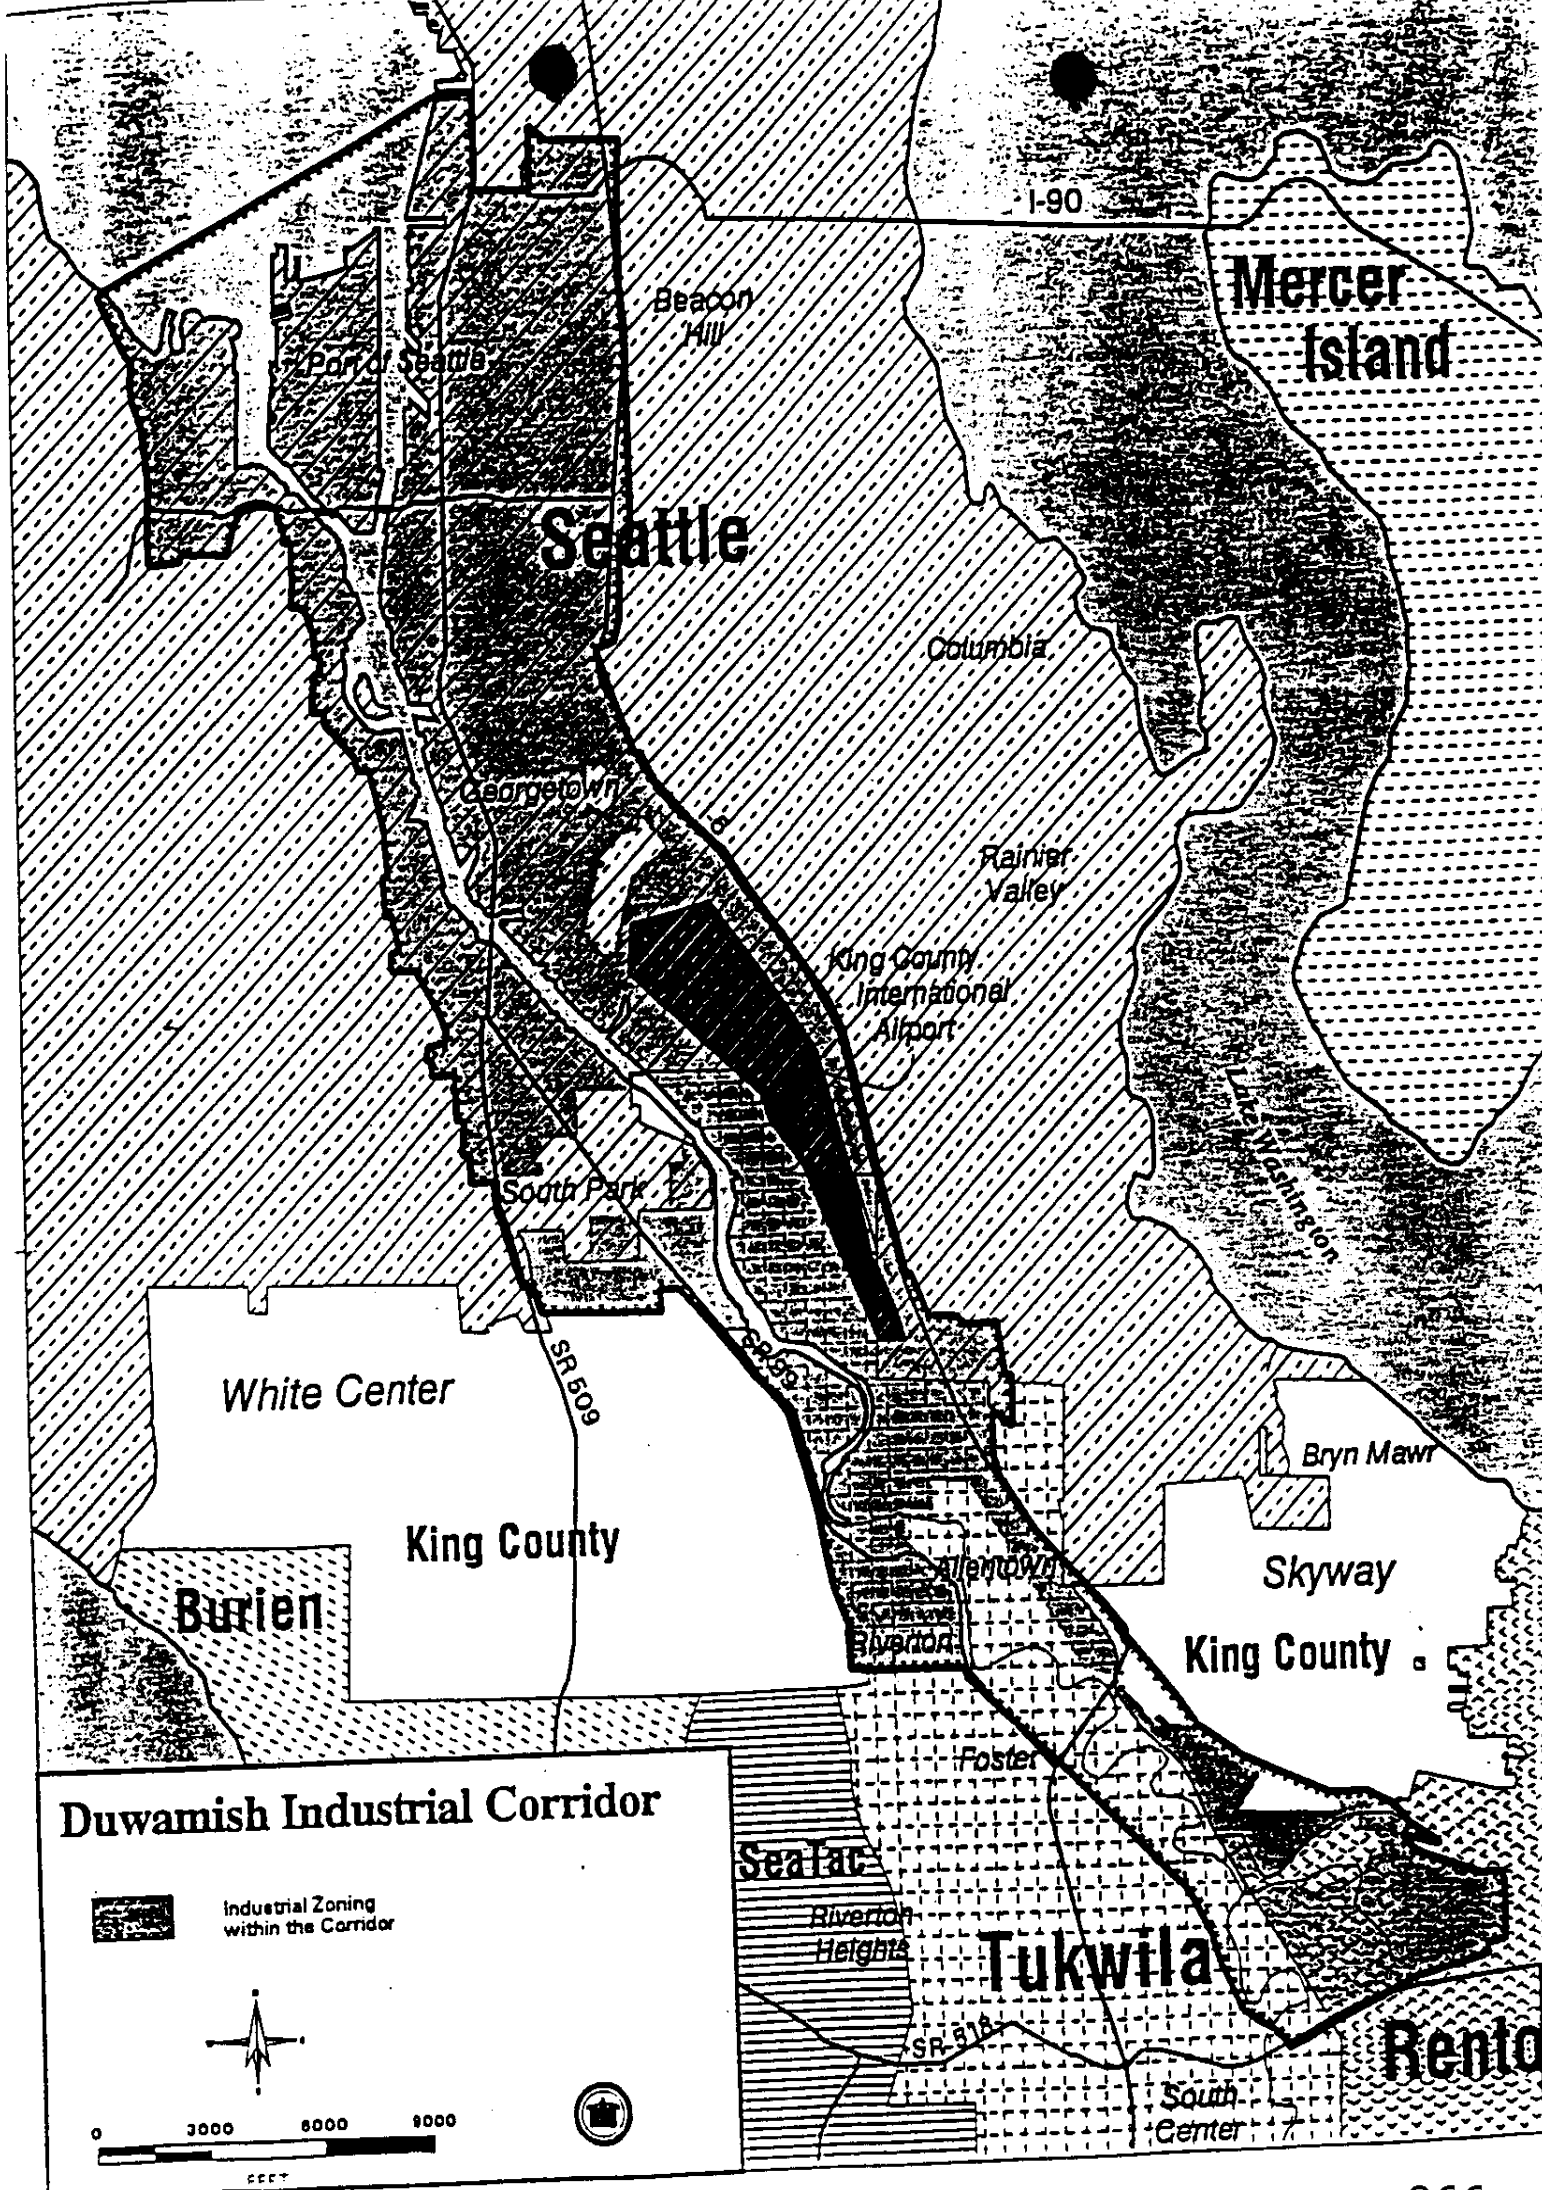 I-90
Mercer
Island
Beacon
Hill
Port of Seattle
Seattle
Columbia
Georgetown
Rainier
Valley
King County
International
Airport
Lake Washington
South Park
SR 99
SR 509
White Center
Bryn Mawr
King County
Allentown
Skyway
Burien
Riverton
King County
Foster
Duwamish Industrial Corridor
SeaTac
Industrial Zoning
within the Corridor
Riverton
Heights
Tukwila
SR 518
Rento
South
Center
0 3000 6000 9000
FEET